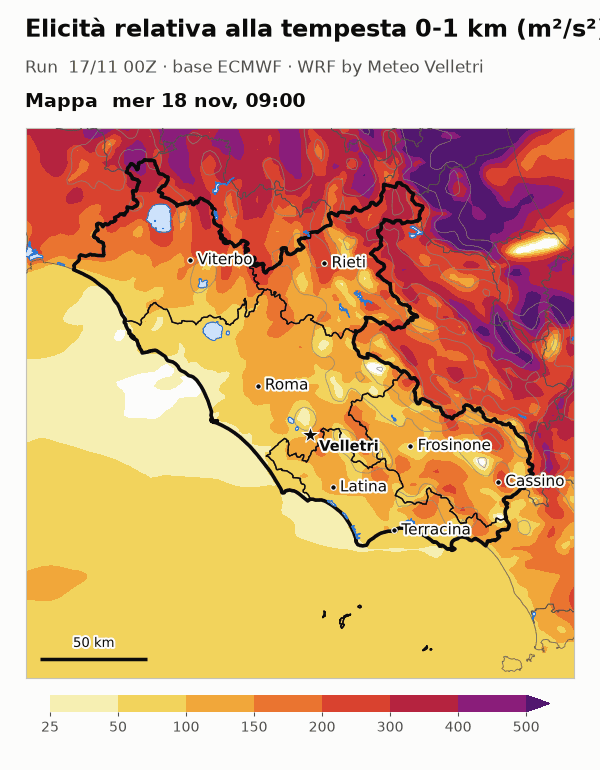 Elicità relativa alla tempesta 0-1 km (m²/s²)
Run 17/11 00Z · base ECMWF · WRF by Meteo Velletri
Mappa mer 18 nov, 09:00
Viterbo
Rieti
Roma
Velletri
Frosinone
Latina
Cassino
Terracina
50 km
25 50 100 150 200 300 400 500